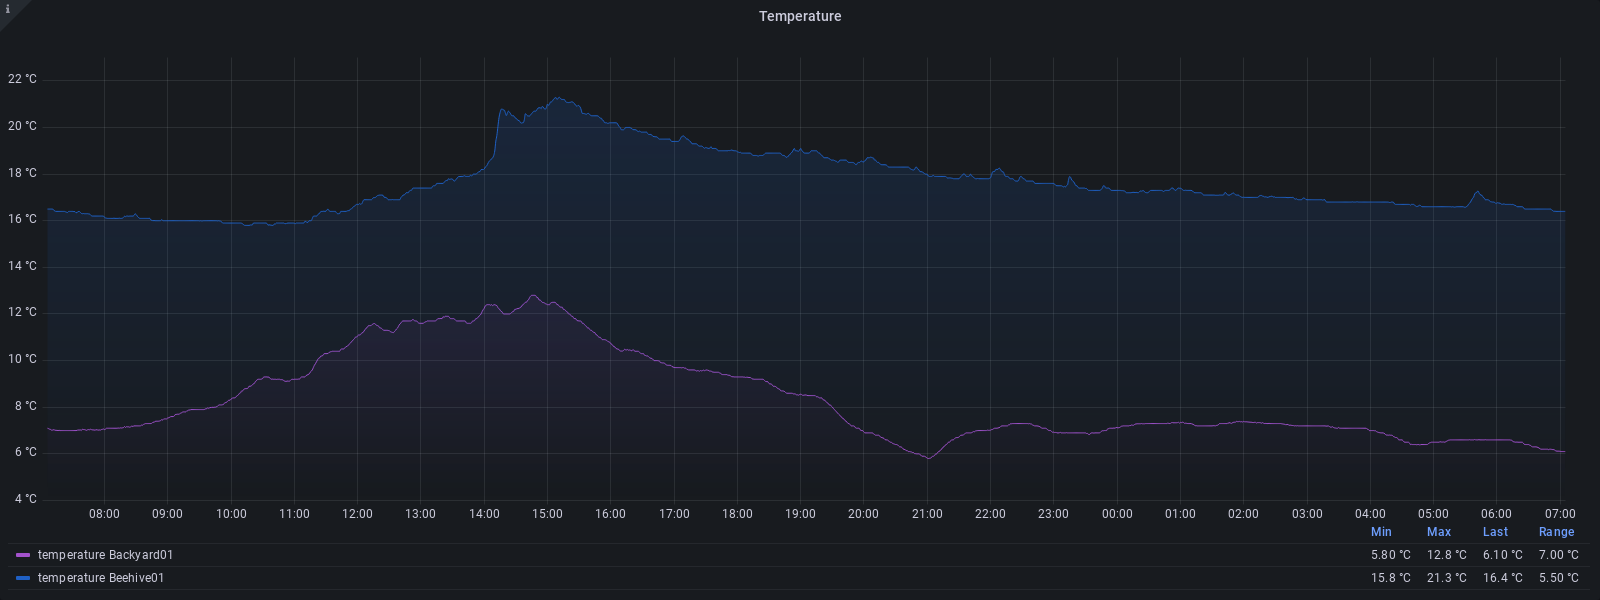 i
Temperature
22 °C
20 °C
18 °C
16 °C
14 °C
12 °C
10 °C
8 °C
6 °C
4 °C
08:00 09:00 10:00 11:00 12:00 13:00 14:00 15:00 16:00 17:00 18:00 19:00 20:00 21:00 22:00 23:00 00:00 01:00 02:00 03:00 04:00 05:00 06:00 07:00
Min Max Last Range
temperature Backyard01 5.80 °C 12.8 °C 6.10 °C 7.00 °C
temperature Beehive01 15.8 °C 21.3 °C 16.4 °C 5.50 °C